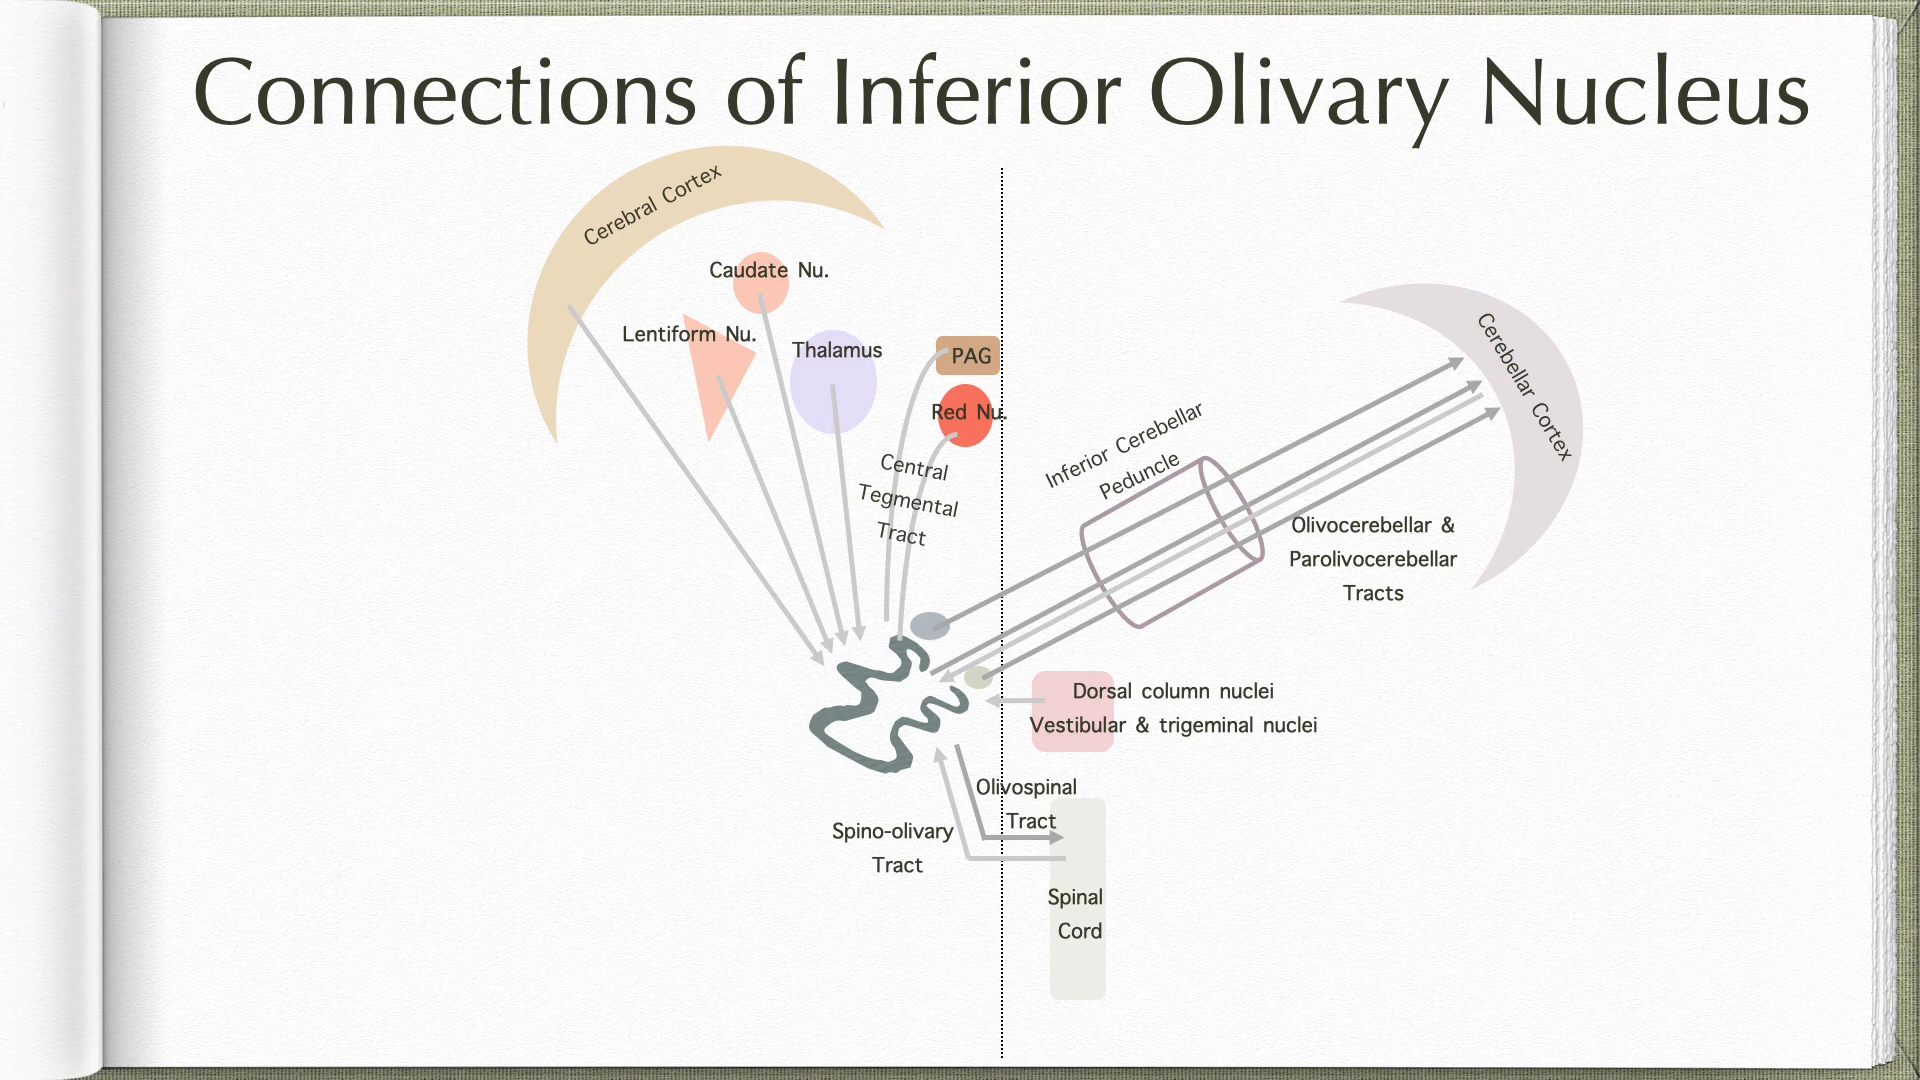 Connections of Inferior Olivary Nucleus
Cerebral Cortex
Caudate Nu.
Lentiform Nu.
Thalamus
PAG
Red Nu.
Central
Tegmental
Tract
Inferior Cerebellar
Peduncle
Cerebellar Cortex
Olivocerebellar &
Parolivocerebellar
Tracts
Dorsal column nuclei
Vestibular & trigeminal nuclei
Olivospinal
Tract
Spino-olivary
Tract
Spinal
Cord